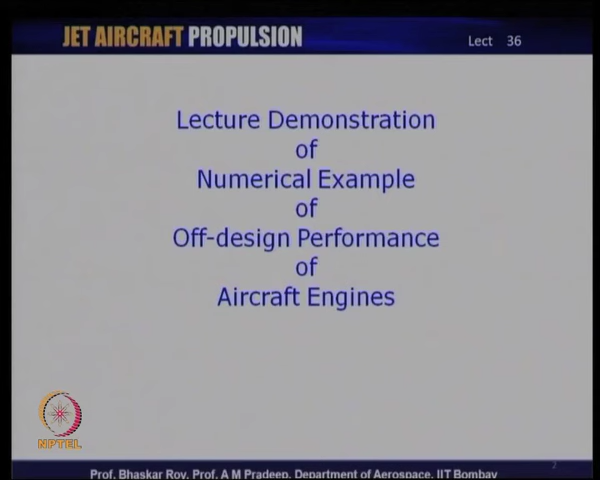 JET AIRCRAFT PROPULSION
Lect 36
Lecture Demonstration
of
Numerical Example
of
Off-design Performance
of
Aircraft Engines
NPTEL
2
Prof. Bhaskar Roy, Prof. A M Pradeep, Department of Aerospace, IIT Bombay